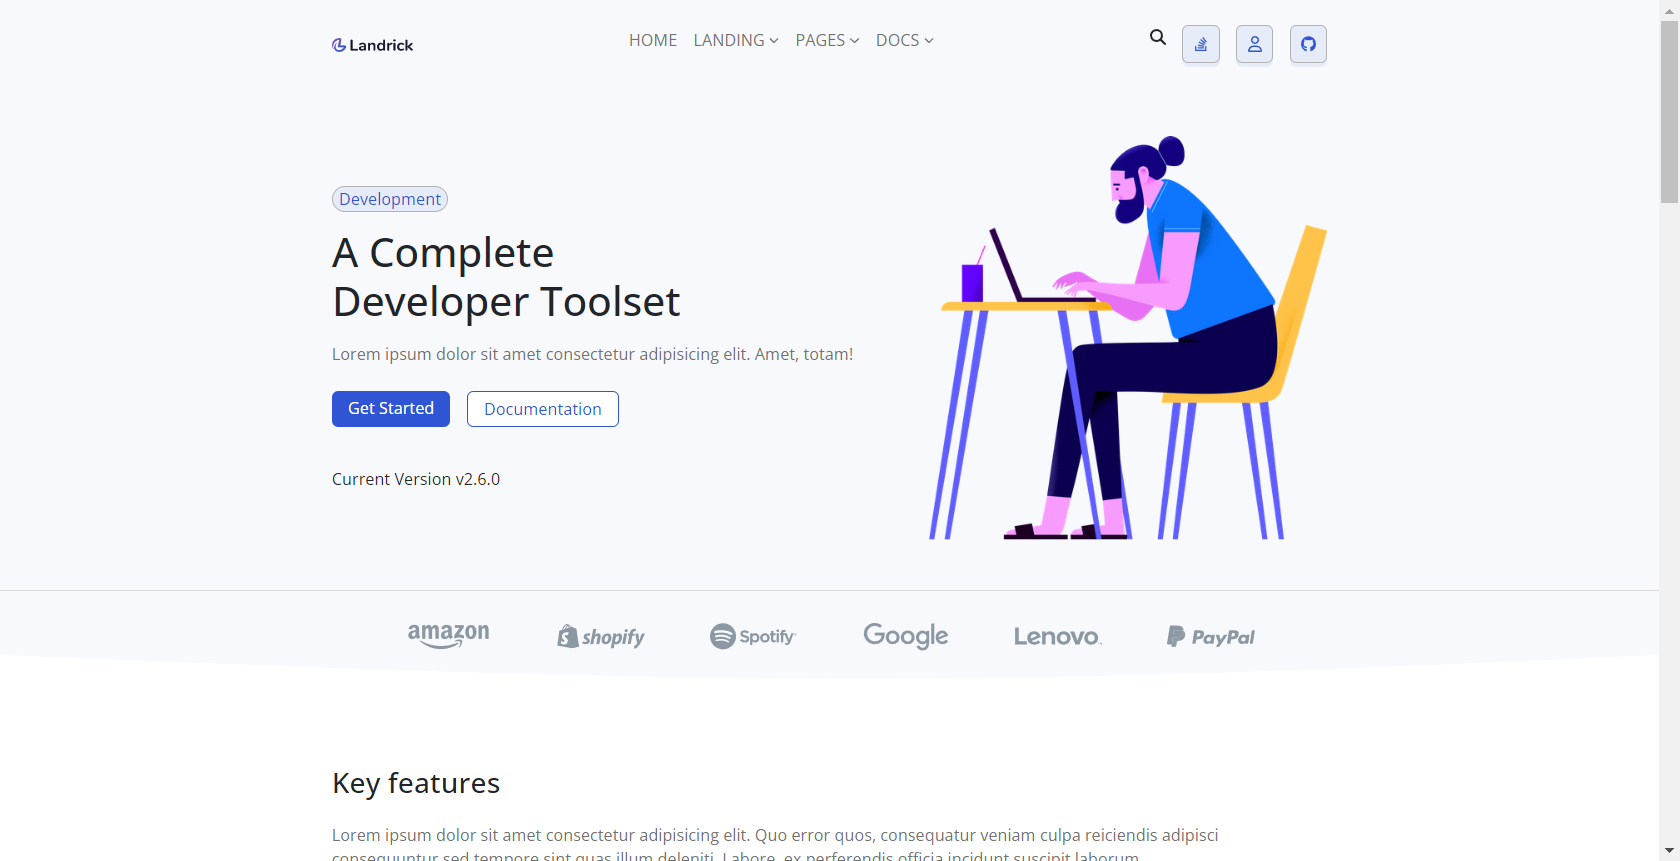 Landrick
HOME LANDING PAGES DOCS
Development
A Complete
Developer Toolset
Lorem ipsum dolor sit amet consectetur adipisicing elit. Amet, totam!
Get Started Documentation
Current Version v2.6.0
amazon shopify Spotify Google Lenovo PayPal
Key features
Lorem ipsum dolor sit amet consectetur adipisicing elit. Quo error quos, consequatur veniam culpa reiciendis adipisci
consequuntur sed tempore sint quas illum deleniti. Labore, ex perferendis officia incidunt suscipit laborum.